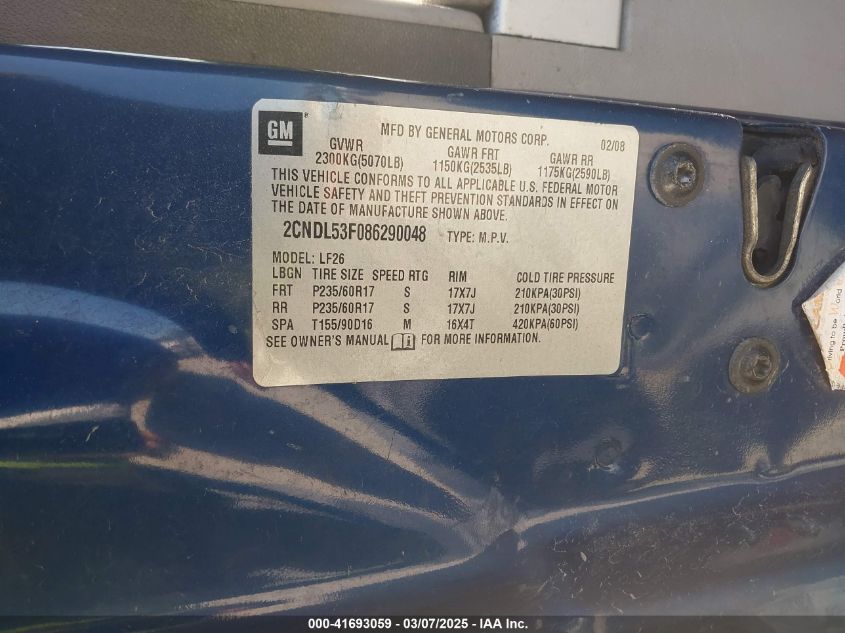 GM
MFD BY GENERAL MOTORS CORP. 02/08
GVWR GAWR FRT GAWR RR
2300KG(5070LB) 1150KG(2535LB) 1175KG(2590LB)
THIS VEHICLE CONFORMS TO ALL APPLICABLE U.S. FEDERAL MOTOR
VEHICLE SAFETY AND THEFT PREVENTION STANDARDS IN EFFECT ON
THE DATE OF MANUFACTURE SHOWN ABOVE.
2CNDL53F086290048 TYPE: M.P.V.
MODEL: LF26
LBGN TIRE SIZE SPEED RTG RIM COLD TIRE PRESSURE
FRT P235/60R17 S 17X7J 210KPA(30PSI)
RR P235/60R17 S 17X7J 210KPA(30PSI)
SPA T155/90D16 M 16X4T 420KPA(60PSI)
SEE OWNER'S MANUAL FOR MORE INFORMATION.
000-41693059 — 03/07/2025 — IAA Inc.